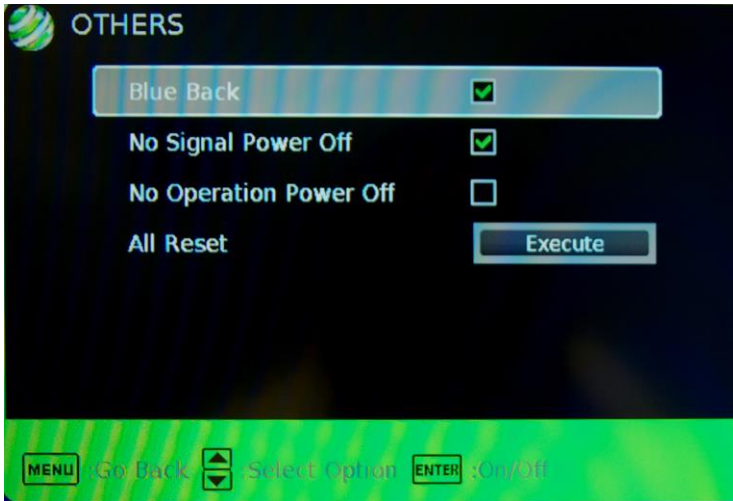 OTHERS
Blue Back
No Signal Power Off
No Operation Power Off
All Reset Execute
MENU :Go Back :Select Option ENTER :On/Off